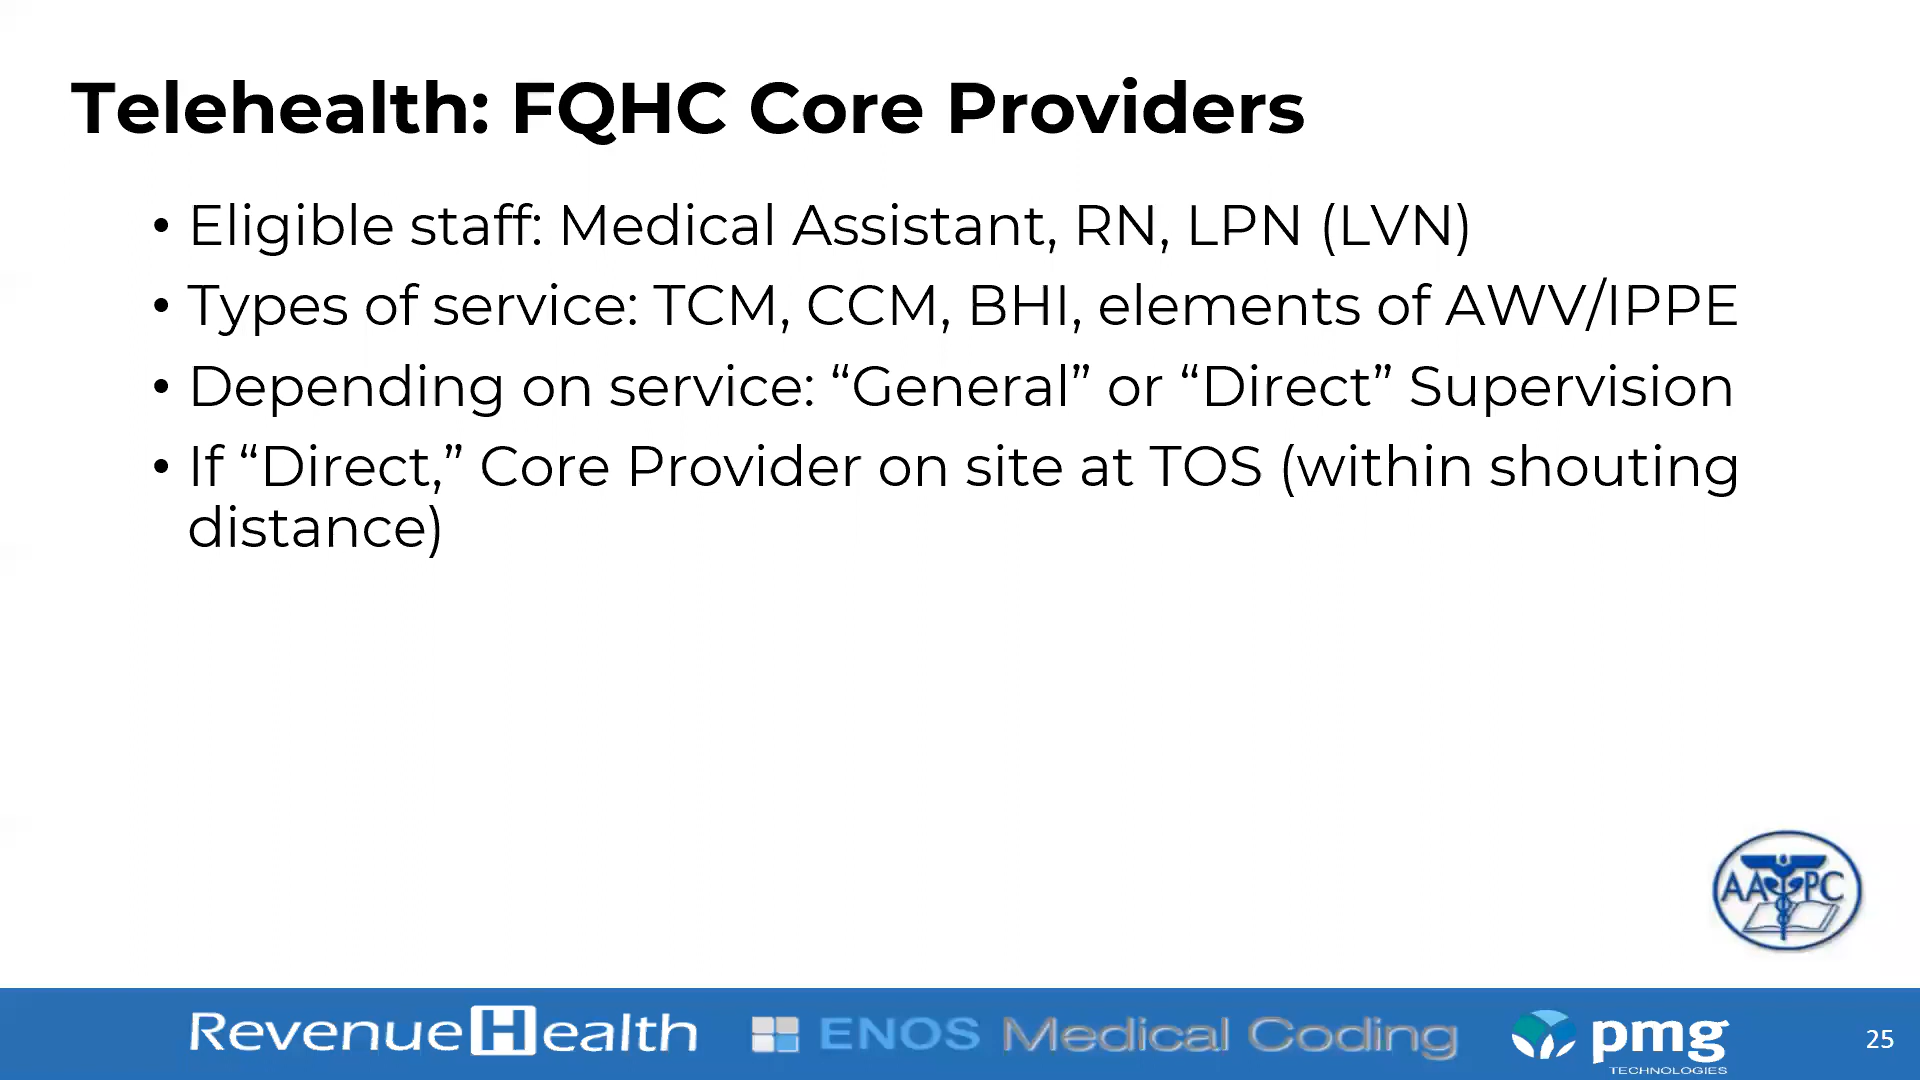 Telehealth: FQHC Core Providers
• Eligible staff: Medical Assistant, RN, LPN (LVN)
• Types of service: TCM, CCM, BHI, elements of AWV/IPPE
• Depending on service: “General” or “Direct” Supervision
• If “Direct,” Core Provider on site at TOS (within shouting
distance)
AAPC
RevenueHealth
ENOS Medical Coding
pmg
TECHNOLOGIES
25